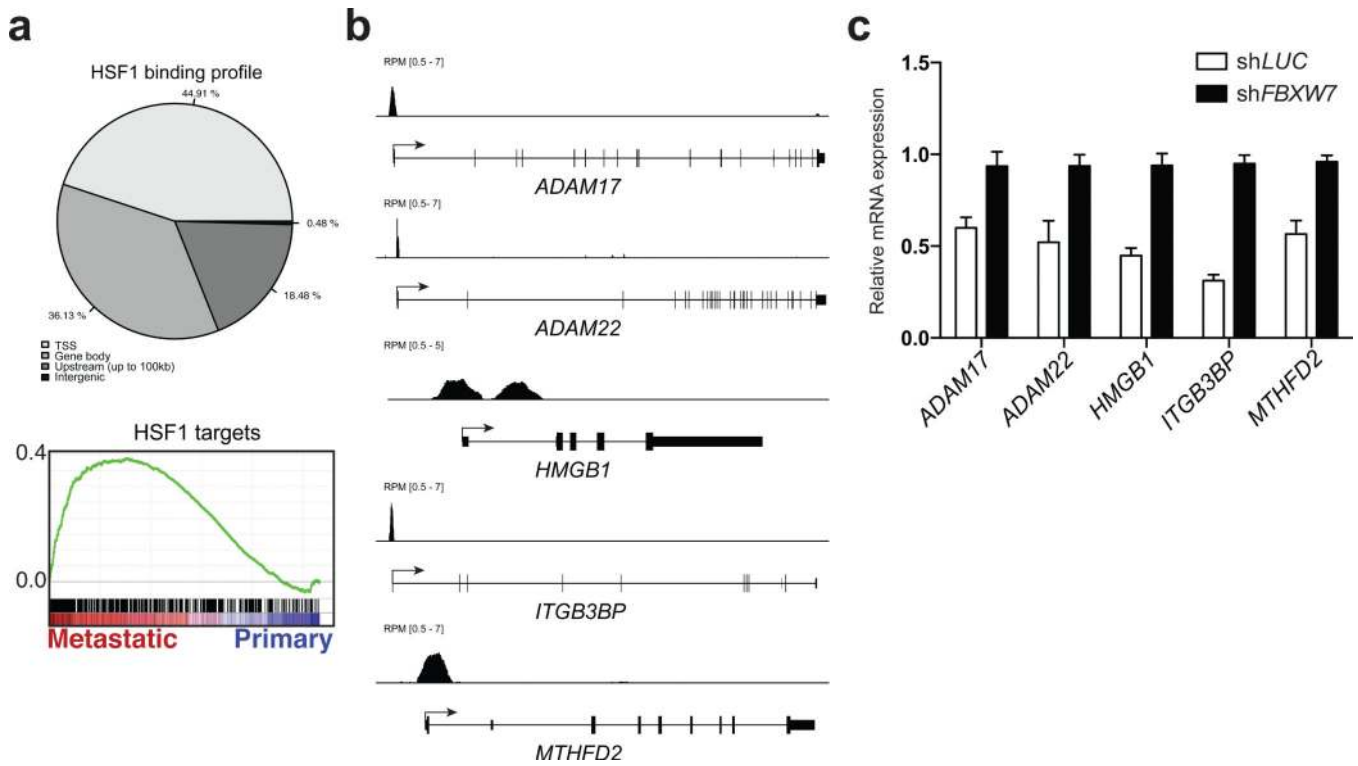 a
HSF1 binding profile
44.91 %
0.48 %
18.48 %
36.13 %
TSS
Gene body
Upstream (up to 100kb)
Intergenic
HSF1 targets
0.4
0.0
Metastatic Primary
b
RPM [0.5 - 7]
ADAM17
RPM [0.5 - 7]
ADAM22
RPM [0.5 - 5]
HMGB1
RPM [0.5 - 7]
ITGB3BP
RPM [0.5 - 7]
MTHFD2
c
shLUC
shFBXW7
Relative mRNA expression
1.5
1.0
0.5
0.0
ADAM17
ADAM22
HMGB1
ITGB3BP
MTHFD2